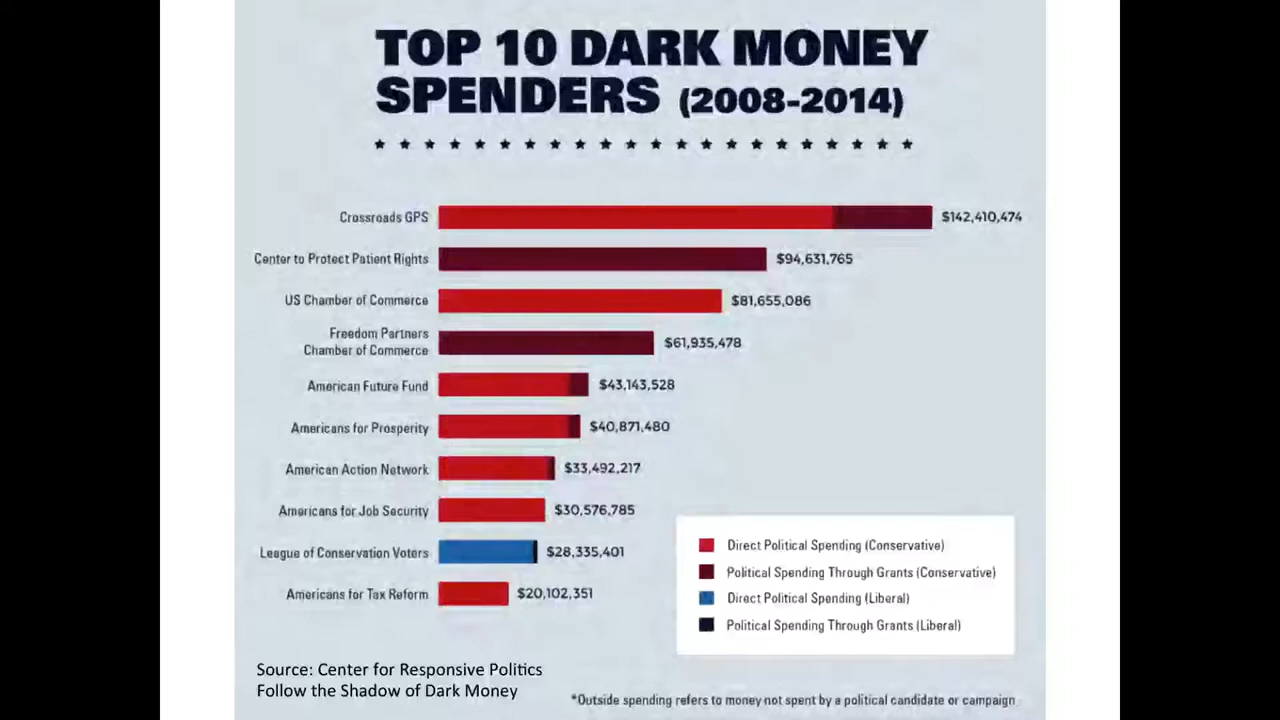 TOP 10 DARK MONEY
SPENDERS (2008-2014)
Crossroads GPS $142,410,474
Center to Protect Patient Rights $94,631,765
US Chamber of Commerce $81,655,086
Freedom Partners
Chamber of Commerce $61,935,478
American Future Fund $43,143,528
Americans for Prosperity $40,871,480
American Action Network $33,492,217
Americans for Job Security $30,576,785
League of Conservation Voters $28,335,401
Americans for Tax Reform $20,102,351
Direct Political Spending (Conservative)
Political Spending Through Grants (Conservative)
Direct Political Spending (Liberal)
Political Spending Through Grants (Liberal)
Source: Center for Responsive Politics
Follow the Shadow of Dark Money
*Outside spending refers to money not spent by a political candidate or campaign